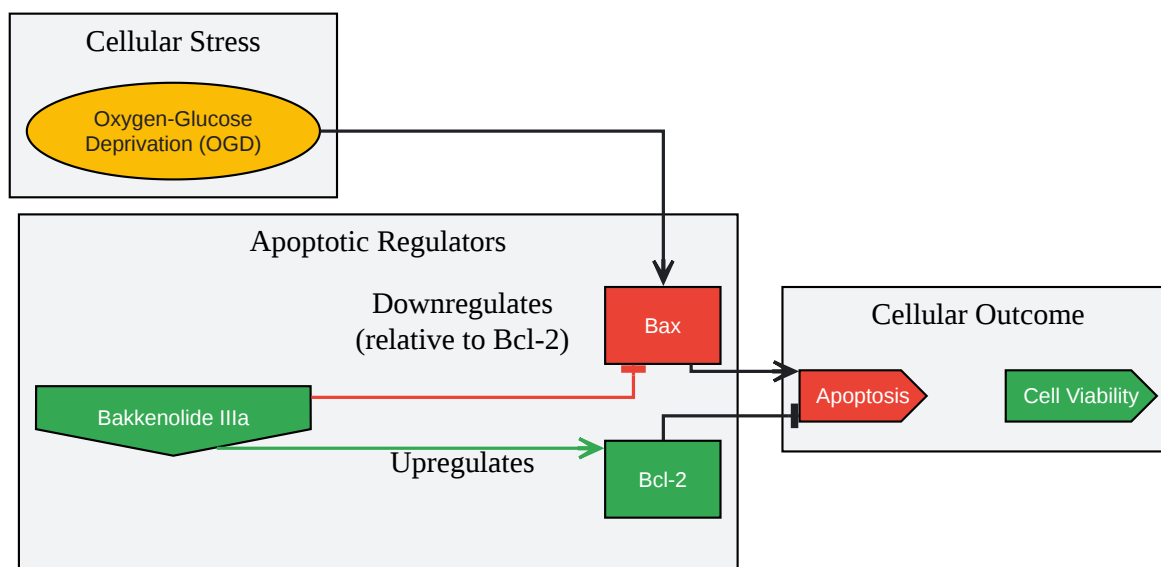 Cellular Stress
Oxygen-Glucose
Deprivation (OGD)
Apoptotic Regulators
Downregulates
(relative to Bcl-2)
Bax
Bakkenolide IIIa
Upregulates
Bcl-2
Cellular Outcome
Apoptosis
Cell Viability